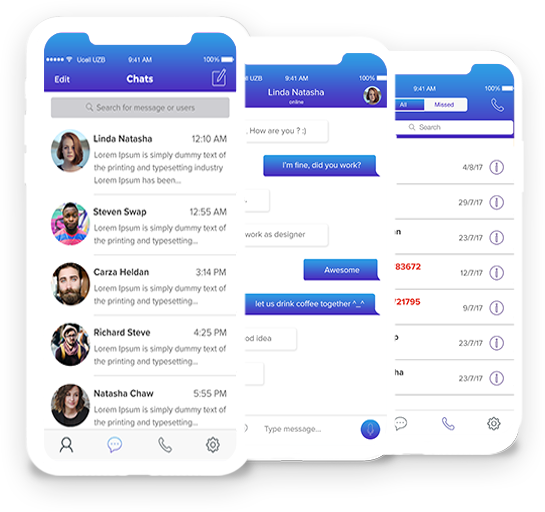 Ucell UZB 9:41 AM 100%
Edit Chats
Search for message or users
Linda Natasha 12:10 AM
Lorem Ipsum is simply dummy text of
the printing and typesetting industry
Lorem Ipsum has been...
Steven Swap 12:55 AM
Lorem Ipsum is simply dummy text of
the printing and typesetting...
Carza Heldan 3:14 PM
Lorem Ipsum is simply dummy text of
the printing and typesetting...
Richard Steve 4:25 PM
Lorem Ipsum is simply dummy text of
the printing and typesetting...
Natasha Chaw 5:55 PM
Lorem Ipsum is simply dummy text of
the printing and typesetting...
UZB 9:41 AM 100%
Linda Natasha
online
. How are you ? :)
I'm fine, did you work?
work as designer
Awesome
let us drink coffee together ^_^
od idea
Type message...
9:41 AM 100%
All Missed
Search
4/8/17
29/7/17
n 23/7/17
83672 12/7/17
721795 9/7/17
p 23/7/17
ha 23/7/17